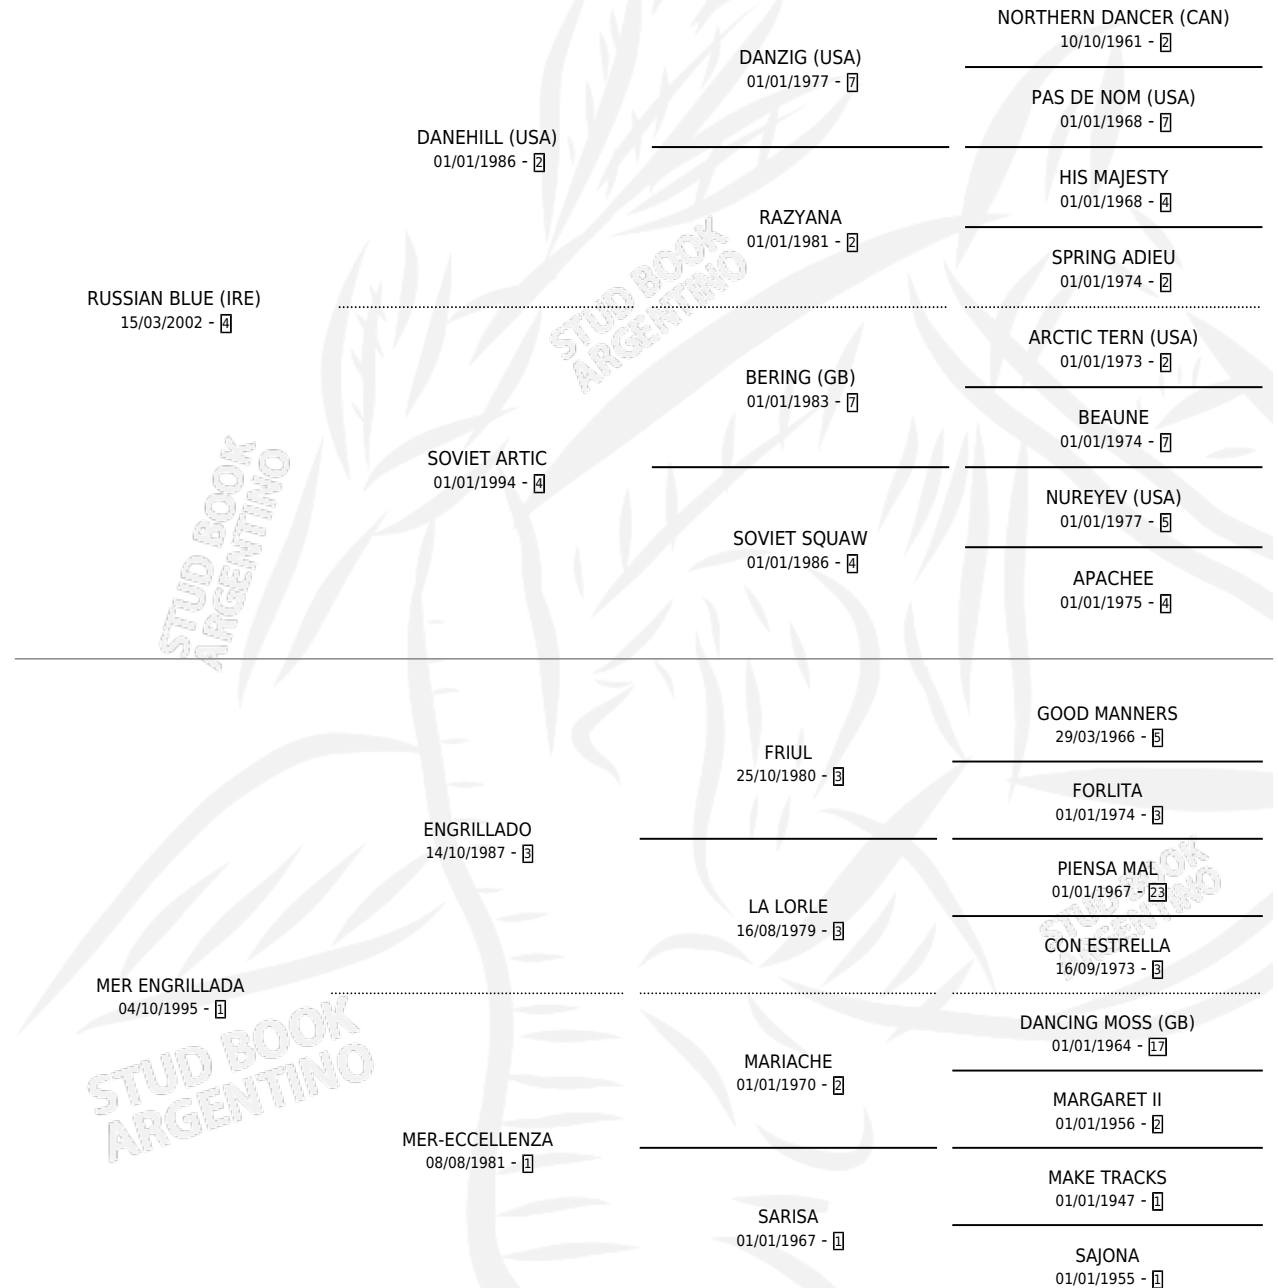 NORTHERN DANCER (CAN)
10/10/1961 - 2
DANZIG (USA)
01/01/1977 - 7
PAS DE NOM (USA)
01/01/1968 - 7
DANEHILL (USA)
01/01/1986 - 2
HIS MAJESTY
01/01/1968 - 4
RAZYANA
01/01/1981 - 2
SPRING ADIEU
01/01/1974 - 2
RUSSIAN BLUE (IRE)
15/03/2002 - 4
STUD BOOK
ARGENTINO
ARCTIC TERN (USA)
01/01/1973 - 2
BERING (GB)
01/01/1983 - 7
BEAUNE
01/01/1974 - 7
SOVIET ARTIC
01/01/1994 - 4
NUREYEV (USA)
01/01/1977 - 5
SOVIET SQUAW
01/01/1986 - 4
APACHEE
01/01/1975 - 4
STUD BOOK
ARGENTINO
GOOD MANNERS
29/03/1966 - 5
FRIUL
25/10/1980 - 3
FORLITA
01/01/1974 - 3
ENGRILLADO
14/10/1987 - 3
PIENSA MAL
01/01/1967 - 23
LA LORLE
16/08/1979 - 3
CON ESTRELLA
16/09/1973 - 3
STUD BOOK
ARGENTINO
MER ENGRILLADA
04/10/1995 - 1
DANCING MOSS (GB)
01/01/1964 - 17
MARIACHE
01/01/1970 - 2
MARGARET II
01/01/1956 - 2
STUD BOOK
ARGENTINO
MER-ECCELLENZA
08/08/1981 - 1
MAKE TRACKS
01/01/1947 - 1
SARISA
01/01/1967 - 1
SAJONA
01/01/1955 - 1